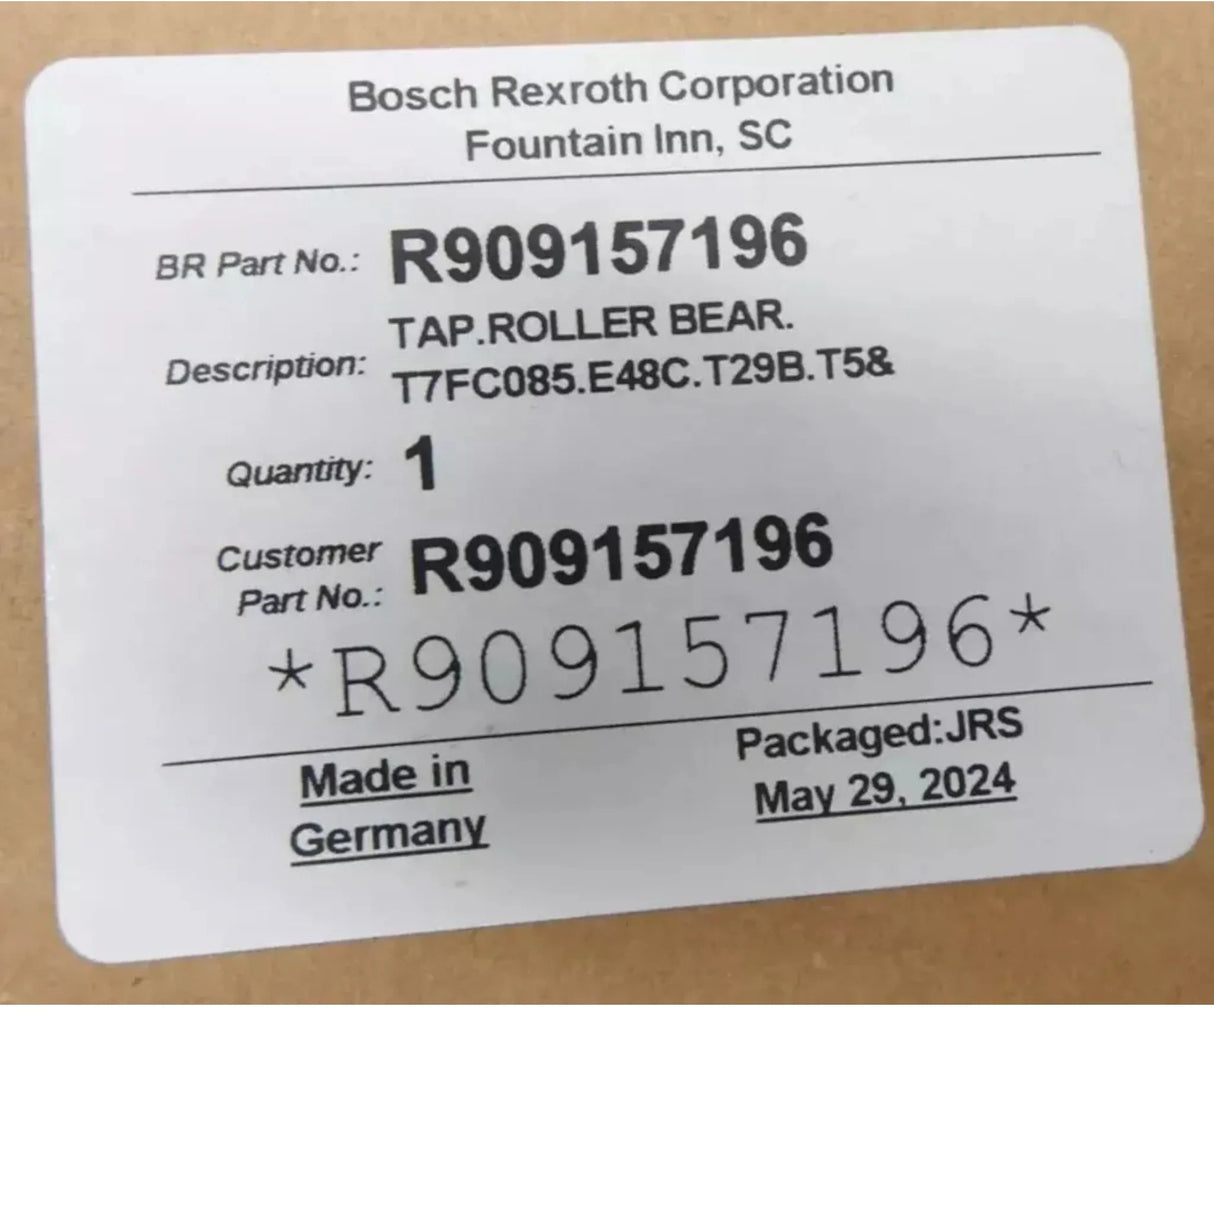 Bosch Rexroth Corporation
Fountain Inn, SC
BR Part No.: R909157196
Description: TAP.ROLLER BEAR.
T7FC085.E48C.T29B.T5&
Quantity: 1
Customer Part No.: R909157196
*R909157196*
Made in
Germany
Packaged:JRS
May 29, 2024